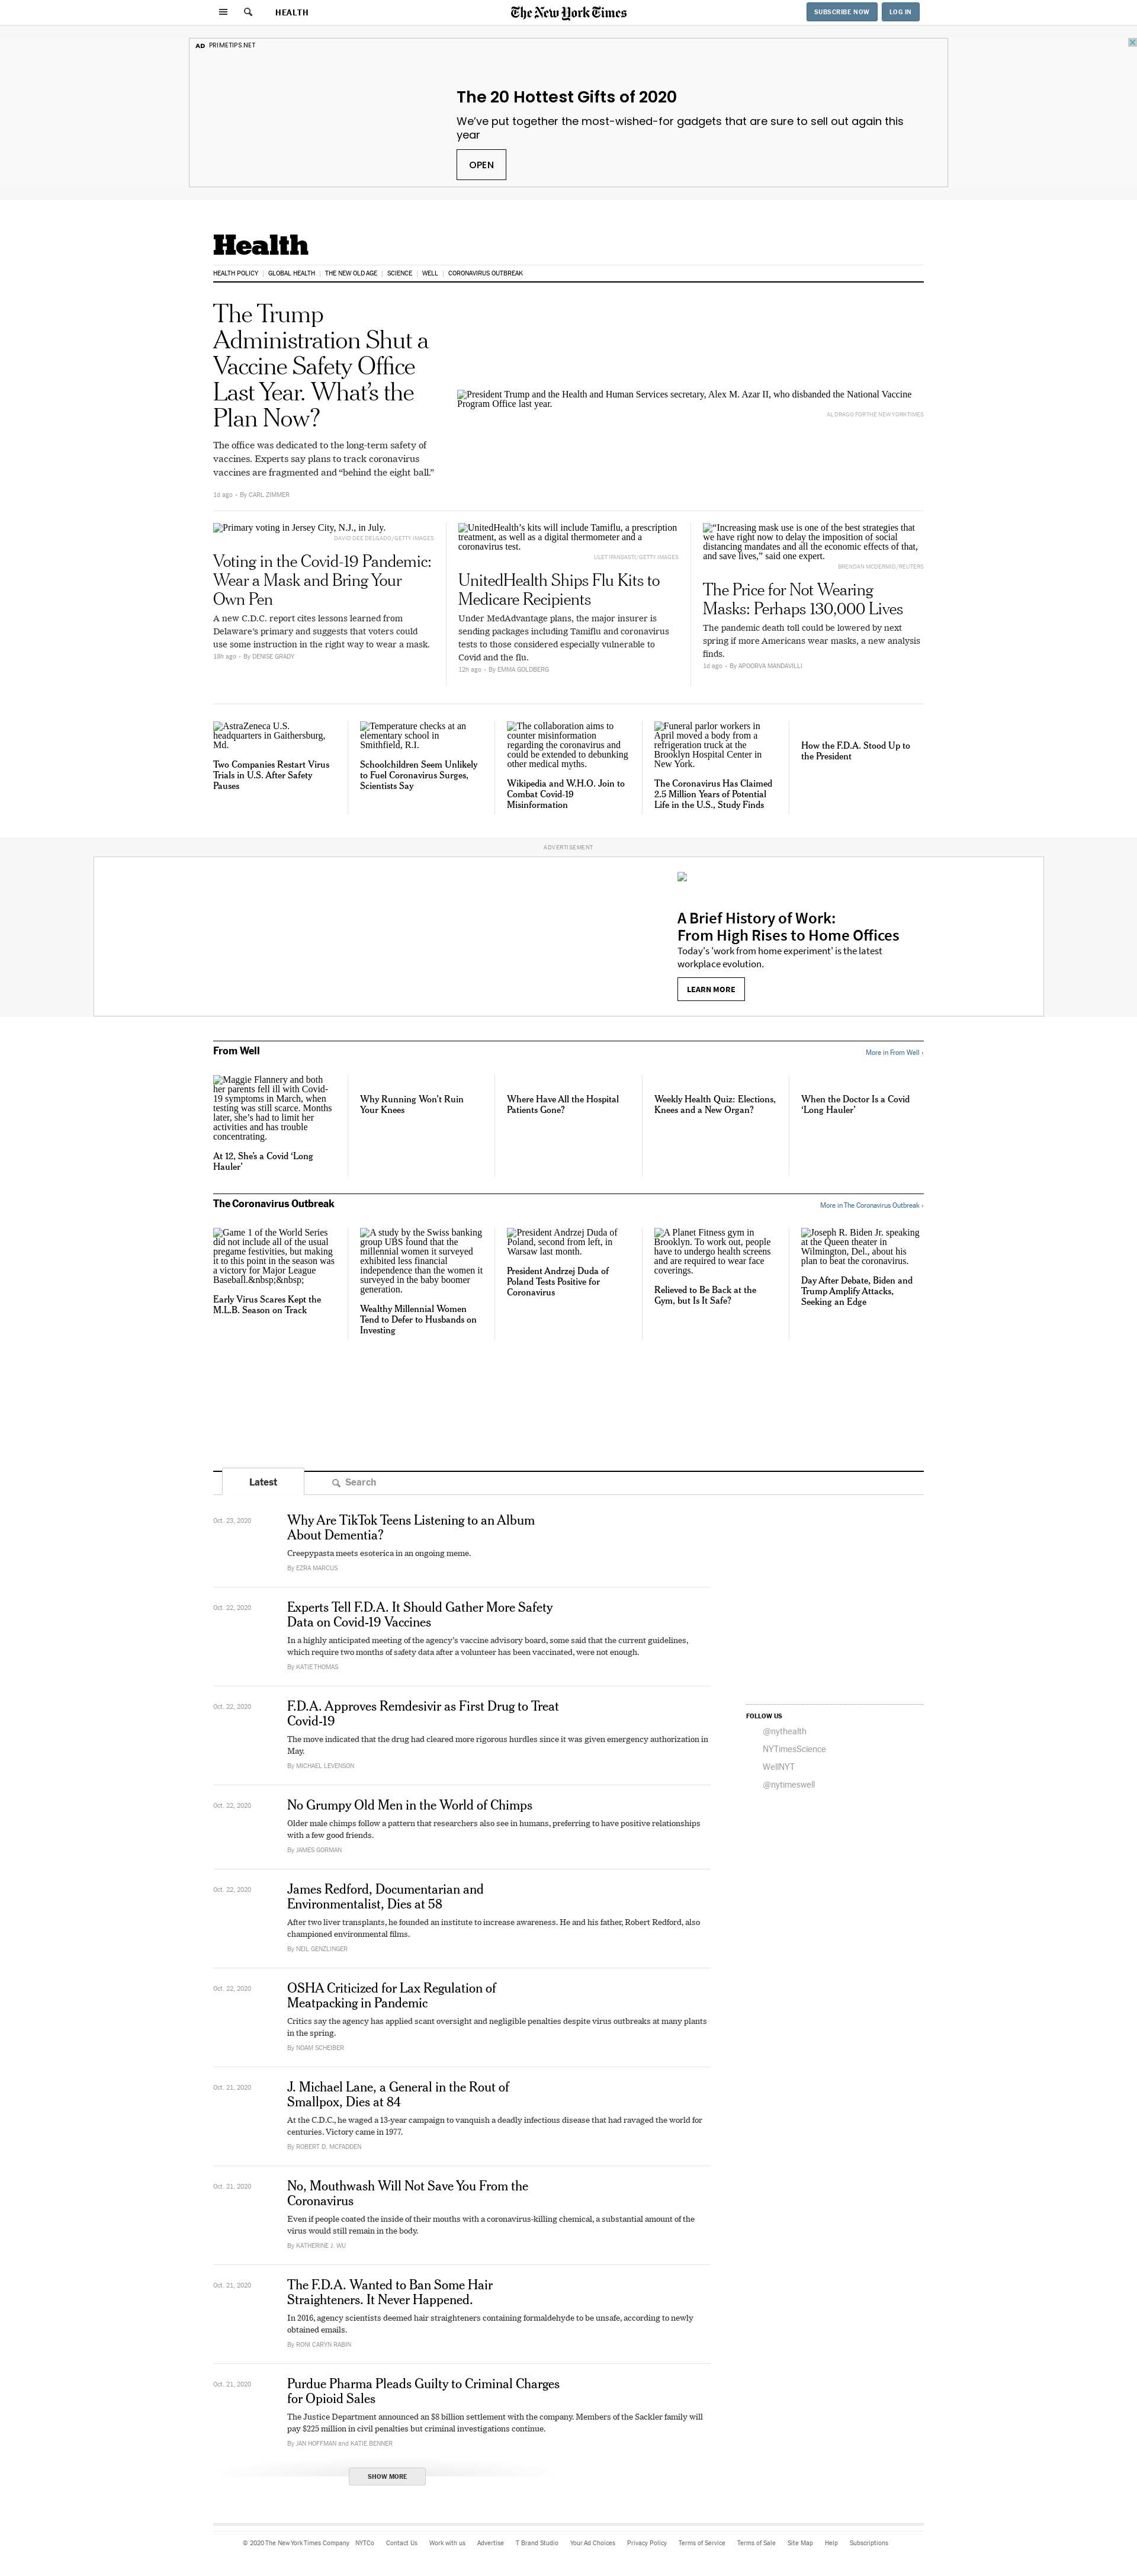 HEALTH
The New York Times
SUBSCRIBE NOW
LOG IN
AD PRIMETIPS.NET
The 20 Hottest Gifts of 2020
We've put together the most-wished-for gadgets that are sure to sell out again this
year
OPEN
Health
HEALTH POLICY | GLOBAL HEALTH | THE NEW OLD AGE | SCIENCE | WELL | CORONAVIRUS OUTBREAK
The Trump
Administration Shut a
Vaccine Safety Office
Last Year. What's the
Plan Now?
The office was dedicated to the long-term safety of
vaccines. Experts say plans to track coronavirus
vaccines are fragmented and “behind the eight ball.”
1d ago • By CARL ZIMMER
President Trump and the Health and Human Services secretary, Alex M. Azar II, who disbanded the National Vaccine
Program Office last year.
AL DRAGO FOR THE NEW YORK TIMES
Primary voting in Jersey City, N.J., in July.
DAVID DEE DELGADO/GETTY IMAGES
Voting in the Covid-19 Pandemic:
Wear a Mask and Bring Your
Own Pen
A new C.D.C. report cites lessons learned from
Delaware's primary and suggests that voters could
use some instruction in the right way to wear a mask.
18h ago • By DENISE GRADY
UnitedHealth's kits will include Tamiflu, a prescription
treatment, as well as a digital thermometer and a
coronavirus test.
ULET IFANSASTI/GETTY IMAGES
UnitedHealth Ships Flu Kits to
Medicare Recipients
Under MedAdvantage plans, the major insurer is
sending packages including Tamiflu and coronavirus
tests to those considered especially vulnerable to
Covid and the flu.
12h ago • By EMMA GOLDBERG
“Increasing mask use is one of the best strategies that
we have right now to delay the imposition of social
distancing mandates and all the economic effects of that,
and save lives,” said one expert.
BRENDAN MCDERMID/REUTERS
The Price for Not Wearing
Masks: Perhaps 130,000 Lives
The pandemic death toll could be lowered by next
spring if more Americans wear masks, a new analysis
finds.
1d ago • By APOORVA MANDAVILLI
AstraZeneca U.S.
headquarters in Gaithersburg,
Md.
Two Companies Restart Virus
Trials in U.S. After Safety
Pauses
Temperature checks at an
elementary school in
Smithfield, R.I.
Schoolchildren Seem Unlikely
to Fuel Coronavirus Surges,
Scientists Say
The collaboration aims to
counter misinformation
regarding the coronavirus and
could be extended to debunking
other medical myths.
Wikipedia and W.H.O. Join to
Combat Covid-19
Misinformation
Funeral parlor workers in
April moved a body from a
refrigeration truck at the
Brooklyn Hospital Center in
New York.
The Coronavirus Has Claimed
2.5 Million Years of Potential
Life in the U.S., Study Finds
How the F.D.A. Stood Up to
the President
ADVERTISEMENT
A Brief History of Work:
From High Rises to Home Offices
Today's 'work from home experiment' is the latest
workplace evolution.
LEARN MORE
From Well
More in From Well ›
Maggie Flannery and both
her parents fell ill with Covid-
19 symptoms in March, when
testing was still scarce. Months
later, she's had to limit her
activities and has trouble
concentrating.
At 12, She's a Covid ‘Long
Hauler’
Why Running Won't Ruin
Your Knees
Where Have All the Hospital
Patients Gone?
Weekly Health Quiz: Elections,
Knees and a New Organ?
When the Doctor Is a Covid
‘Long Hauler’
The Coronavirus Outbreak
More in The Coronavirus Outbreak ›
Game 1 of the World Series
did not include all of the usual
pregame festivities, but making
it to this point in the season was
a victory for Major League
Baseball.&nbsp;&nbsp;
Early Virus Scares Kept the
M.L.B. Season on Track
A study by the Swiss banking
group UBS found that the
millennial women it surveyed
exhibited less financial
independence than the women it
surveyed in the baby boomer
generation.
Wealthy Millennial Women
Tend to Defer to Husbands on
Investing
President Andrzej Duda of
Poland, second from left, in
Warsaw last month.
President Andrzej Duda of
Poland Tests Positive for
Coronavirus
A Planet Fitness gym in
Brooklyn. To work out, people
have to undergo health screens
and are required to wear face
coverings.
Relieved to Be Back at the
Gym, but Is It Safe?
Joseph R. Biden Jr. speaking
at the Queen theater in
Wilmington, Del., about his
plan to beat the coronavirus.
Day After Debate, Biden and
Trump Amplify Attacks,
Seeking an Edge
Latest
Search
Oct. 23, 2020
Why Are TikTok Teens Listening to an Album
About Dementia?
Creepypasta meets esoterica in an ongoing meme.
By EZRA MARCUS
Oct. 22, 2020
Experts Tell F.D.A. It Should Gather More Safety
Data on Covid-19 Vaccines
In a highly anticipated meeting of the agency's vaccine advisory board, some said that the current guidelines,
which require two months of safety data after a volunteer has been vaccinated, were not enough.
By KATIE THOMAS
Oct. 22, 2020
F.D.A. Approves Remdesivir as First Drug to Treat
Covid-19
The move indicated that the drug had cleared more rigorous hurdles since it was given emergency authorization in
May.
By MICHAEL LEVENSON
FOLLOW US
@nythealth
NYTimesScience
WellNYT
@nytimeswell
Oct. 22, 2020
No Grumpy Old Men in the World of Chimps
Older male chimps follow a pattern that researchers also see in humans, preferring to have positive relationships
with a few good friends.
By JAMES GORMAN
Oct. 22, 2020
James Redford, Documentarian and
Environmentalist, Dies at 58
After two liver transplants, he founded an institute to increase awareness. He and his father, Robert Redford, also
championed environmental films.
By NEIL GENZLINGER
Oct. 22, 2020
OSHA Criticized for Lax Regulation of
Meatpacking in Pandemic
Critics say the agency has applied scant oversight and negligible penalties despite virus outbreaks at many plants
in the spring.
By NOAM SCHEIBER
Oct. 21, 2020
J. Michael Lane, a General in the Rout of
Smallpox, Dies at 84
At the C.D.C., he waged a 13-year campaign to vanquish a deadly infectious disease that had ravaged the world for
centuries. Victory came in 1977.
By ROBERT D. MCFADDEN
Oct. 21, 2020
No, Mouthwash Will Not Save You From the
Coronavirus
Even if people coated the inside of their mouths with a coronavirus-killing chemical, a substantial amount of the
virus would still remain in the body.
By KATHERINE J. WU
Oct. 21, 2020
The F.D.A. Wanted to Ban Some Hair
Straighteners. It Never Happened.
In 2016, agency scientists deemed hair straighteners containing formaldehyde to be unsafe, according to newly
obtained emails.
By RONI CARYN RABIN
Oct. 21, 2020
Purdue Pharma Pleads Guilty to Criminal Charges
for Opioid Sales
The Justice Department announced an $8 billion settlement with the company. Members of the Sackler family will
pay $225 million in civil penalties but criminal investigations continue.
By JAN HOFFMAN and KATIE BENNER
SHOW MORE
© 2020 The New York Times Company NYTCo Contact Us Work with us Advertise T Brand Studio Your Ad Choices Privacy Policy Terms of Service Terms of Sale Site Map Help Subscriptions